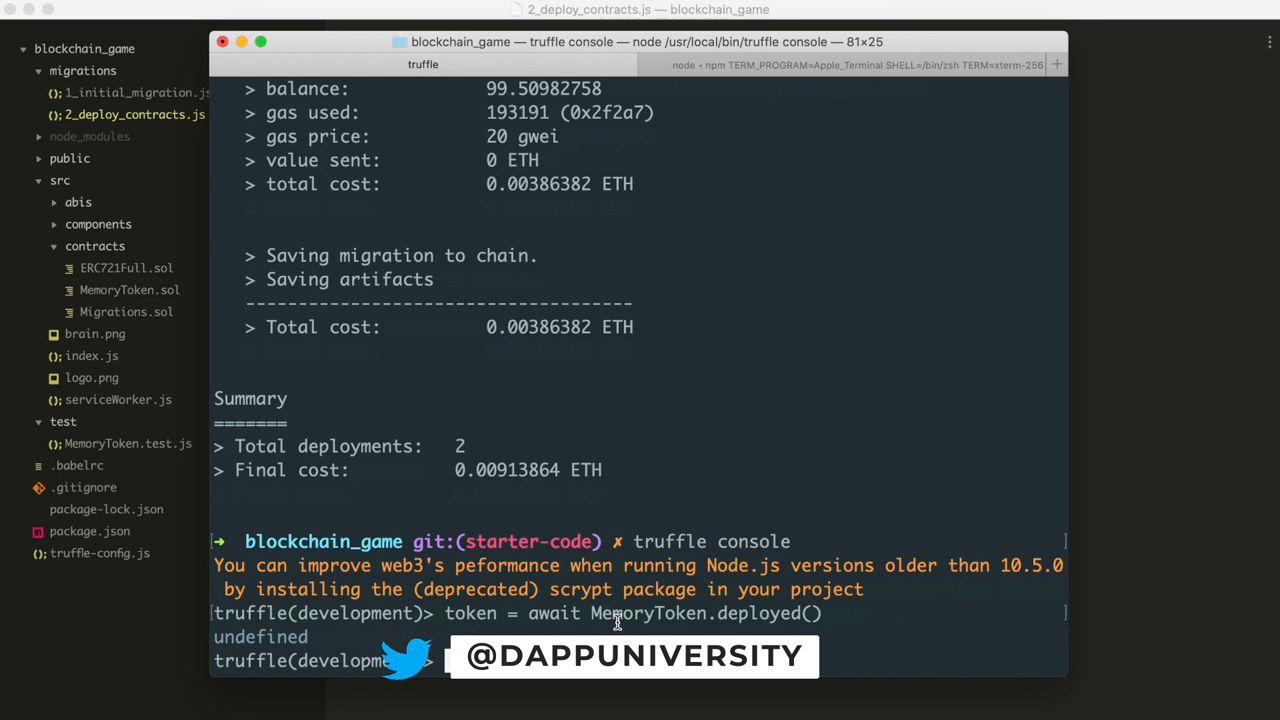 2_deploy_contracts.js — blockchain_game
blockchain_game
migrations
1_initial_migration.js
2_deploy_contracts.js
node_modules
public
src
abis
components
contracts
ERC721Full.sol
MemoryToken.sol
Migrations.sol
brain.png
index.js
logo.png
serviceWorker.js
test
MemoryToken.test.js
.babelrc
.gitignore
package-lock.json
package.json
truffle-config.js
blockchain_game — truffle console — node /usr/local/bin/truffle console — 81×25
truffle
node • npm TERM_PROGRAM=Apple_Terminal SHELL=/bin/zsh TERM=xterm-256
> balance: 99.50982758
> gas used: 193191 (0x2f2a7)
> gas price: 20 gwei
> value sent: 0 ETH
> total cost: 0.00386382 ETH
> Saving migration to chain.
> Saving artifacts
-------------------------------------
> Total cost: 0.00386382 ETH
Summary
=======
> Total deployments: 2
> Final cost: 0.00913864 ETH
➜ blockchain_game git:(starter-code) ✗ truffle console
You can improve web3's peformance when running Node.js versions older than 10.5.0
by installing the (deprecated) scrypt package in your project
truffle(development)> token = await MemoryToken.deployed()
undefined
truffle(developme >
@DAPPUNIVERSITY